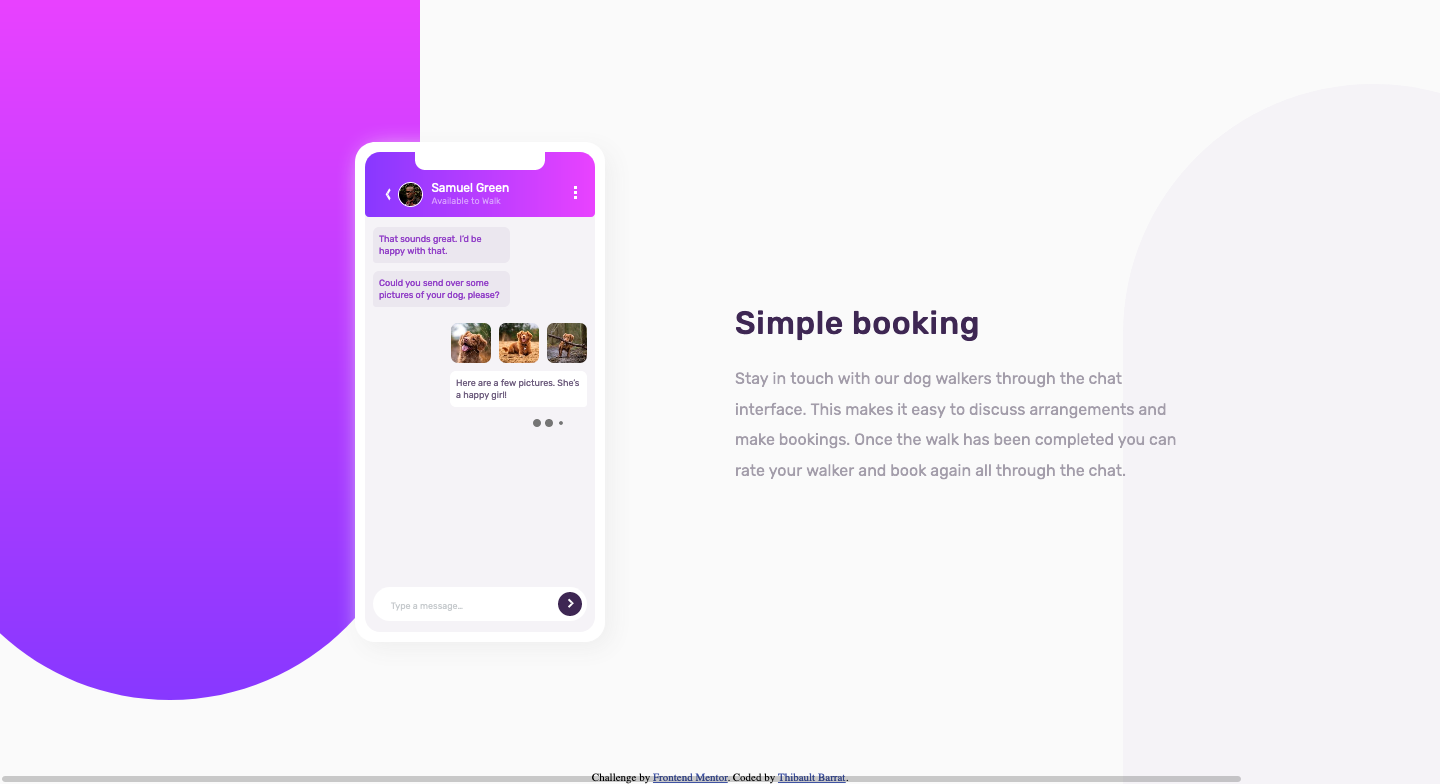 Samuel Green
Available to Walk
That sounds great. I'd be
happy with that.
Could you send over some
pictures of your dog, please?
Here are a few pictures. She's
a happy girl!
Type a message...
Simple booking
Stay in touch with our dog walkers through the chat
interface. This makes it easy to discuss arrangements and
make bookings. Once the walk has been completed you can
rate your walker and book again all through the chat.
Challenge by Frontend Mentor. Coded by Thibault Barrat.